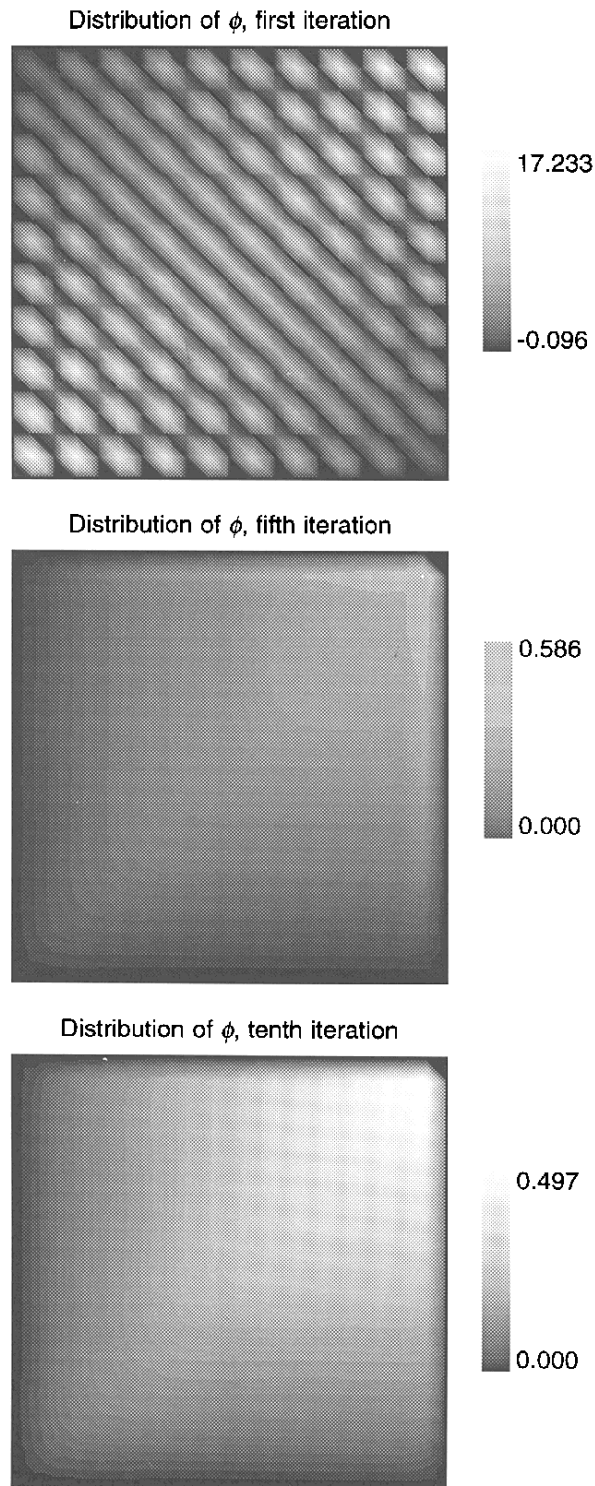 Distribution of ϕ, first iteration
17.233
-0.096
Distribution of ϕ, fifth iteration
0.586
0.000
Distribution of ϕ, tenth iteration
0.497
0.000